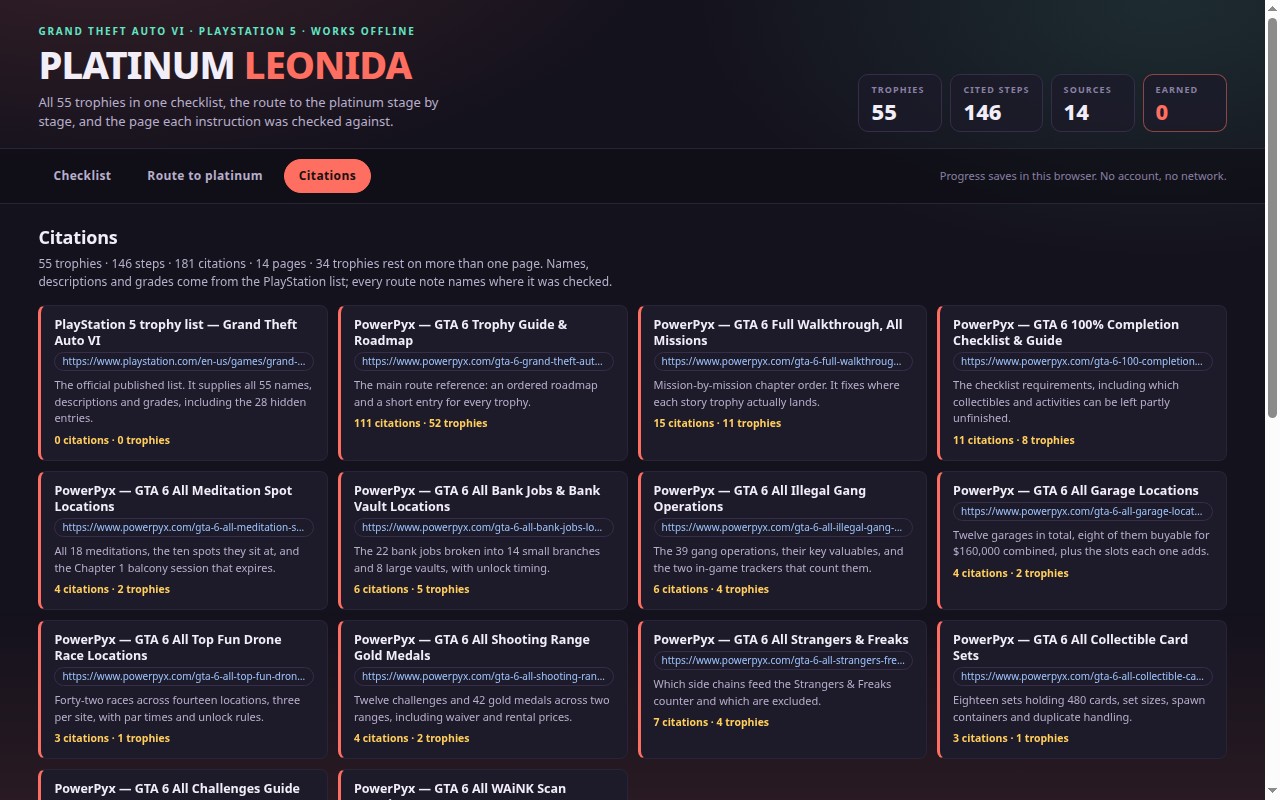 GRAND THEFT AUTO VI · PLAYSTATION 5 · WORKS OFFLINE
PLATINUM LEONIDA
All 55 trophies in one checklist, the route to the platinum stage by
stage, and the page each instruction was checked against.
TROPHIES
55
CITED STEPS
146
SOURCES
14
EARNED
0
Checklist
Route to platinum
Citations
Progress saves in this browser. No account, no network.
Citations
55 trophies · 146 steps · 181 citations · 14 pages · 34 trophies rest on more than one page. Names,
descriptions and grades come from the PlayStation list; every route note names where it was checked.
PlayStation 5 trophy list — Grand Theft
Auto VI
https://www.playstation.com/en-us/games/grand-...
The official published list. It supplies all 55 names,
descriptions and grades, including the 28 hidden
entries.
0 citations · 0 trophies
PowerPyx — GTA 6 Trophy Guide &
Roadmap
https://www.powerpyx.com/gta-6-grand-theft-aut...
The main route reference: an ordered roadmap
and a short entry for every trophy.
111 citations · 52 trophies
PowerPyx — GTA 6 Full Walkthrough, All
Missions
https://www.powerpyx.com/gta-6-full-walkthroug...
Mission-by-mission chapter order. It fixes where
each story trophy actually lands.
15 citations · 11 trophies
PowerPyx — GTA 6 100% Completion
Checklist & Guide
https://www.powerpyx.com/gta-6-100-completion...
The checklist requirements, including which
collectibles and activities can be left partly
unfinished.
11 citations · 8 trophies
PowerPyx — GTA 6 All Meditation Spot
Locations
https://www.powerpyx.com/gta-6-all-meditation-s...
All 18 meditations, the ten spots they sit at, and
the Chapter 1 balcony session that expires.
4 citations · 2 trophies
PowerPyx — GTA 6 All Bank Jobs & Bank
Vault Locations
https://www.powerpyx.com/gta-6-all-bank-jobs-lo...
The 22 bank jobs broken into 14 small branches
and 8 large vaults, with unlock timing.
6 citations · 5 trophies
PowerPyx — GTA 6 All Illegal Gang
Operations
https://www.powerpyx.com/gta-6-all-illegal-gang-...
The 39 gang operations, their key valuables, and
the two in-game trackers that count them.
6 citations · 4 trophies
PowerPyx — GTA 6 All Garage Locations
https://www.powerpyx.com/gta-6-all-garage-locat...
Twelve garages in total, eight of them buyable for
$160,000 combined, plus the slots each one adds.
4 citations · 2 trophies
PowerPyx — GTA 6 All Top Fun Drone
Race Locations
https://www.powerpyx.com/gta-6-all-top-fun-dron...
Forty-two races across fourteen locations, three
per site, with par times and unlock rules.
3 citations · 1 trophies
PowerPyx — GTA 6 All Shooting Range
Gold Medals
https://www.powerpyx.com/gta-6-all-shooting-ran...
Twelve challenges and 42 gold medals across two
ranges, including waiver and rental prices.
4 citations · 2 trophies
PowerPyx — GTA 6 All Strangers & Freaks
https://www.powerpyx.com/gta-6-all-strangers-fre...
Which side chains feed the Strangers & Freaks
counter and which are excluded.
7 citations · 4 trophies
PowerPyx — GTA 6 All Collectible Card
Sets
https://www.powerpyx.com/gta-6-all-collectible-ca...
Eighteen sets holding 480 cards, set sizes, spawn
containers and duplicate handling.
3 citations · 1 trophies
PowerPyx — GTA 6 All Challenges Guide
PowerPyx — GTA 6 All WAiNK Scan